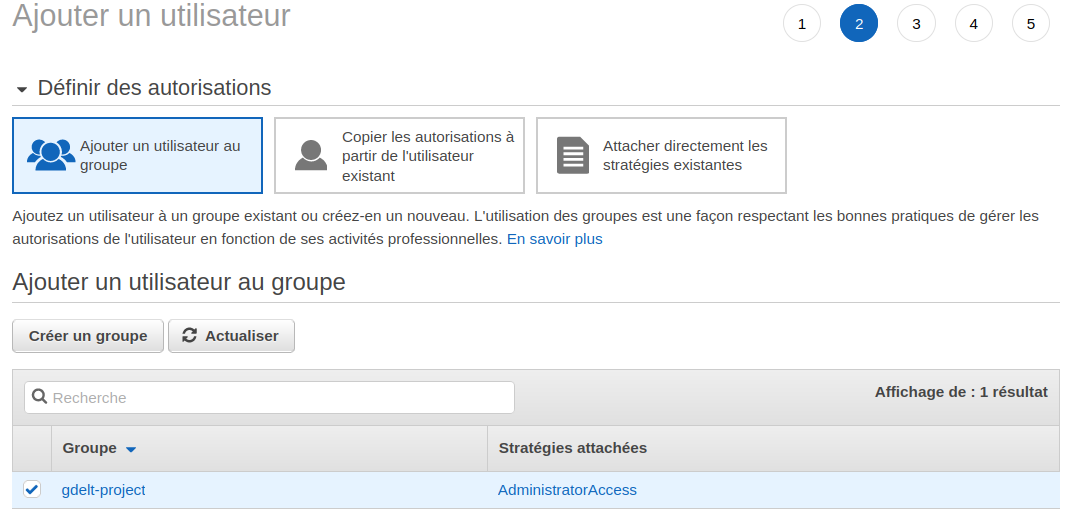 Ajouter un utilisateur
1 2 3 4 5
Définir des autorisations
Ajouter un utilisateur au
groupe
Copier les autorisations à
partir de l'utilisateur
existant
Attacher directement les
stratégies existantes
Ajoutez un utilisateur à un groupe existant ou créez-en un nouveau. L'utilisation des groupes est une façon respectant les bonnes pratiques de gérer les
autorisations de l'utilisateur en fonction de ses activités professionnelles. En savoir plus
Ajouter un utilisateur au groupe
Créer un groupe Actualiser
Recherche Affichage de : 1 résultat
Groupe Stratégies attachées
gdelt-project AdministratorAccess